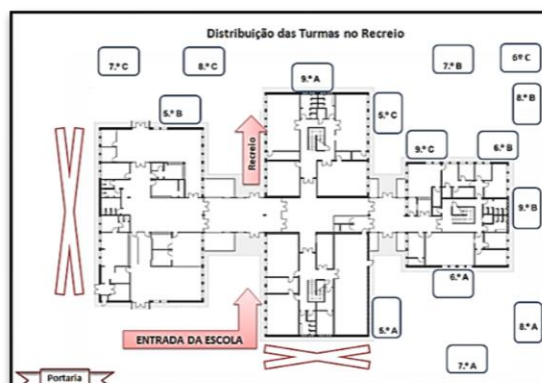 Distribuição das Turmas no Recreio
7.º C
8.º C
9.º A
7.º B
6º C
5.º B
5.º C
8.º B
9.º C
6.º B
Recreio
9.º B
6.º A
ENTRADA DA ESCOLA
5.º A
8.º A
7.º A
Portaria